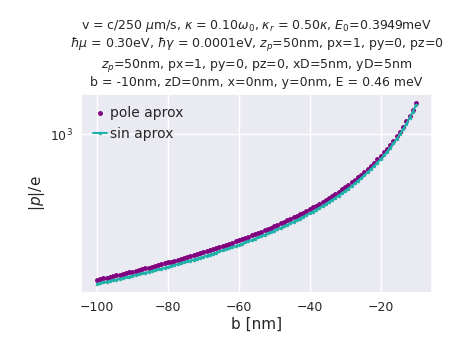 v = c/250 μm/s, κ = 0.10ω₀, κᵣ = 0.50κ, E₀=0.3949meV
ħμ = 0.30eV, ħγ = 0.0001eV, zₚ=50nm, px=1, py=0, pz=0
zₚ=50nm, px=1, py=0, pz=0, xD=5nm, yD=5nm
b = -10nm, zD=0nm, x=0nm, y=0nm, E = 0.46 meV
pole aprox
sin aprox
10³
|p|/e
−100 −80 −60 −40 −20
b [nm]